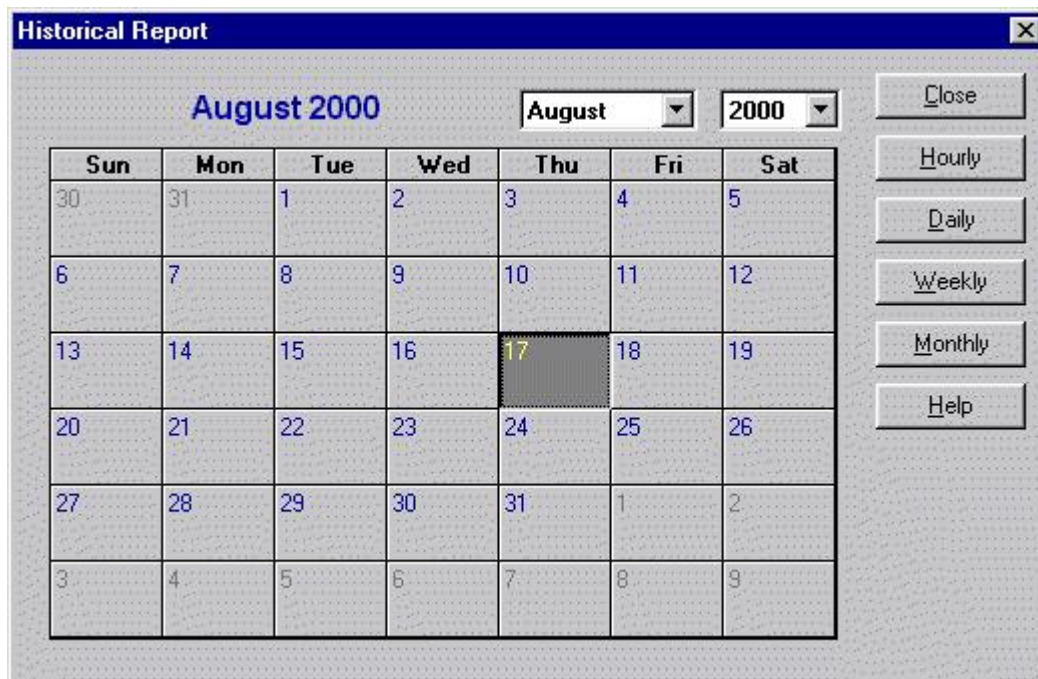 Historical Report
August 2000 August 2000 Close
Sun Mon Tue Wed Thu Fri Sat Hourly
30 31 1 2 3 4 5 Daily
6 7 8 9 10 11 12 Weekly
13 14 15 16 17 18 19 Monthly
20 21 22 23 24 25 26 Help
27 28 29 30 31 1 2
3 4 5 6 7 8 9